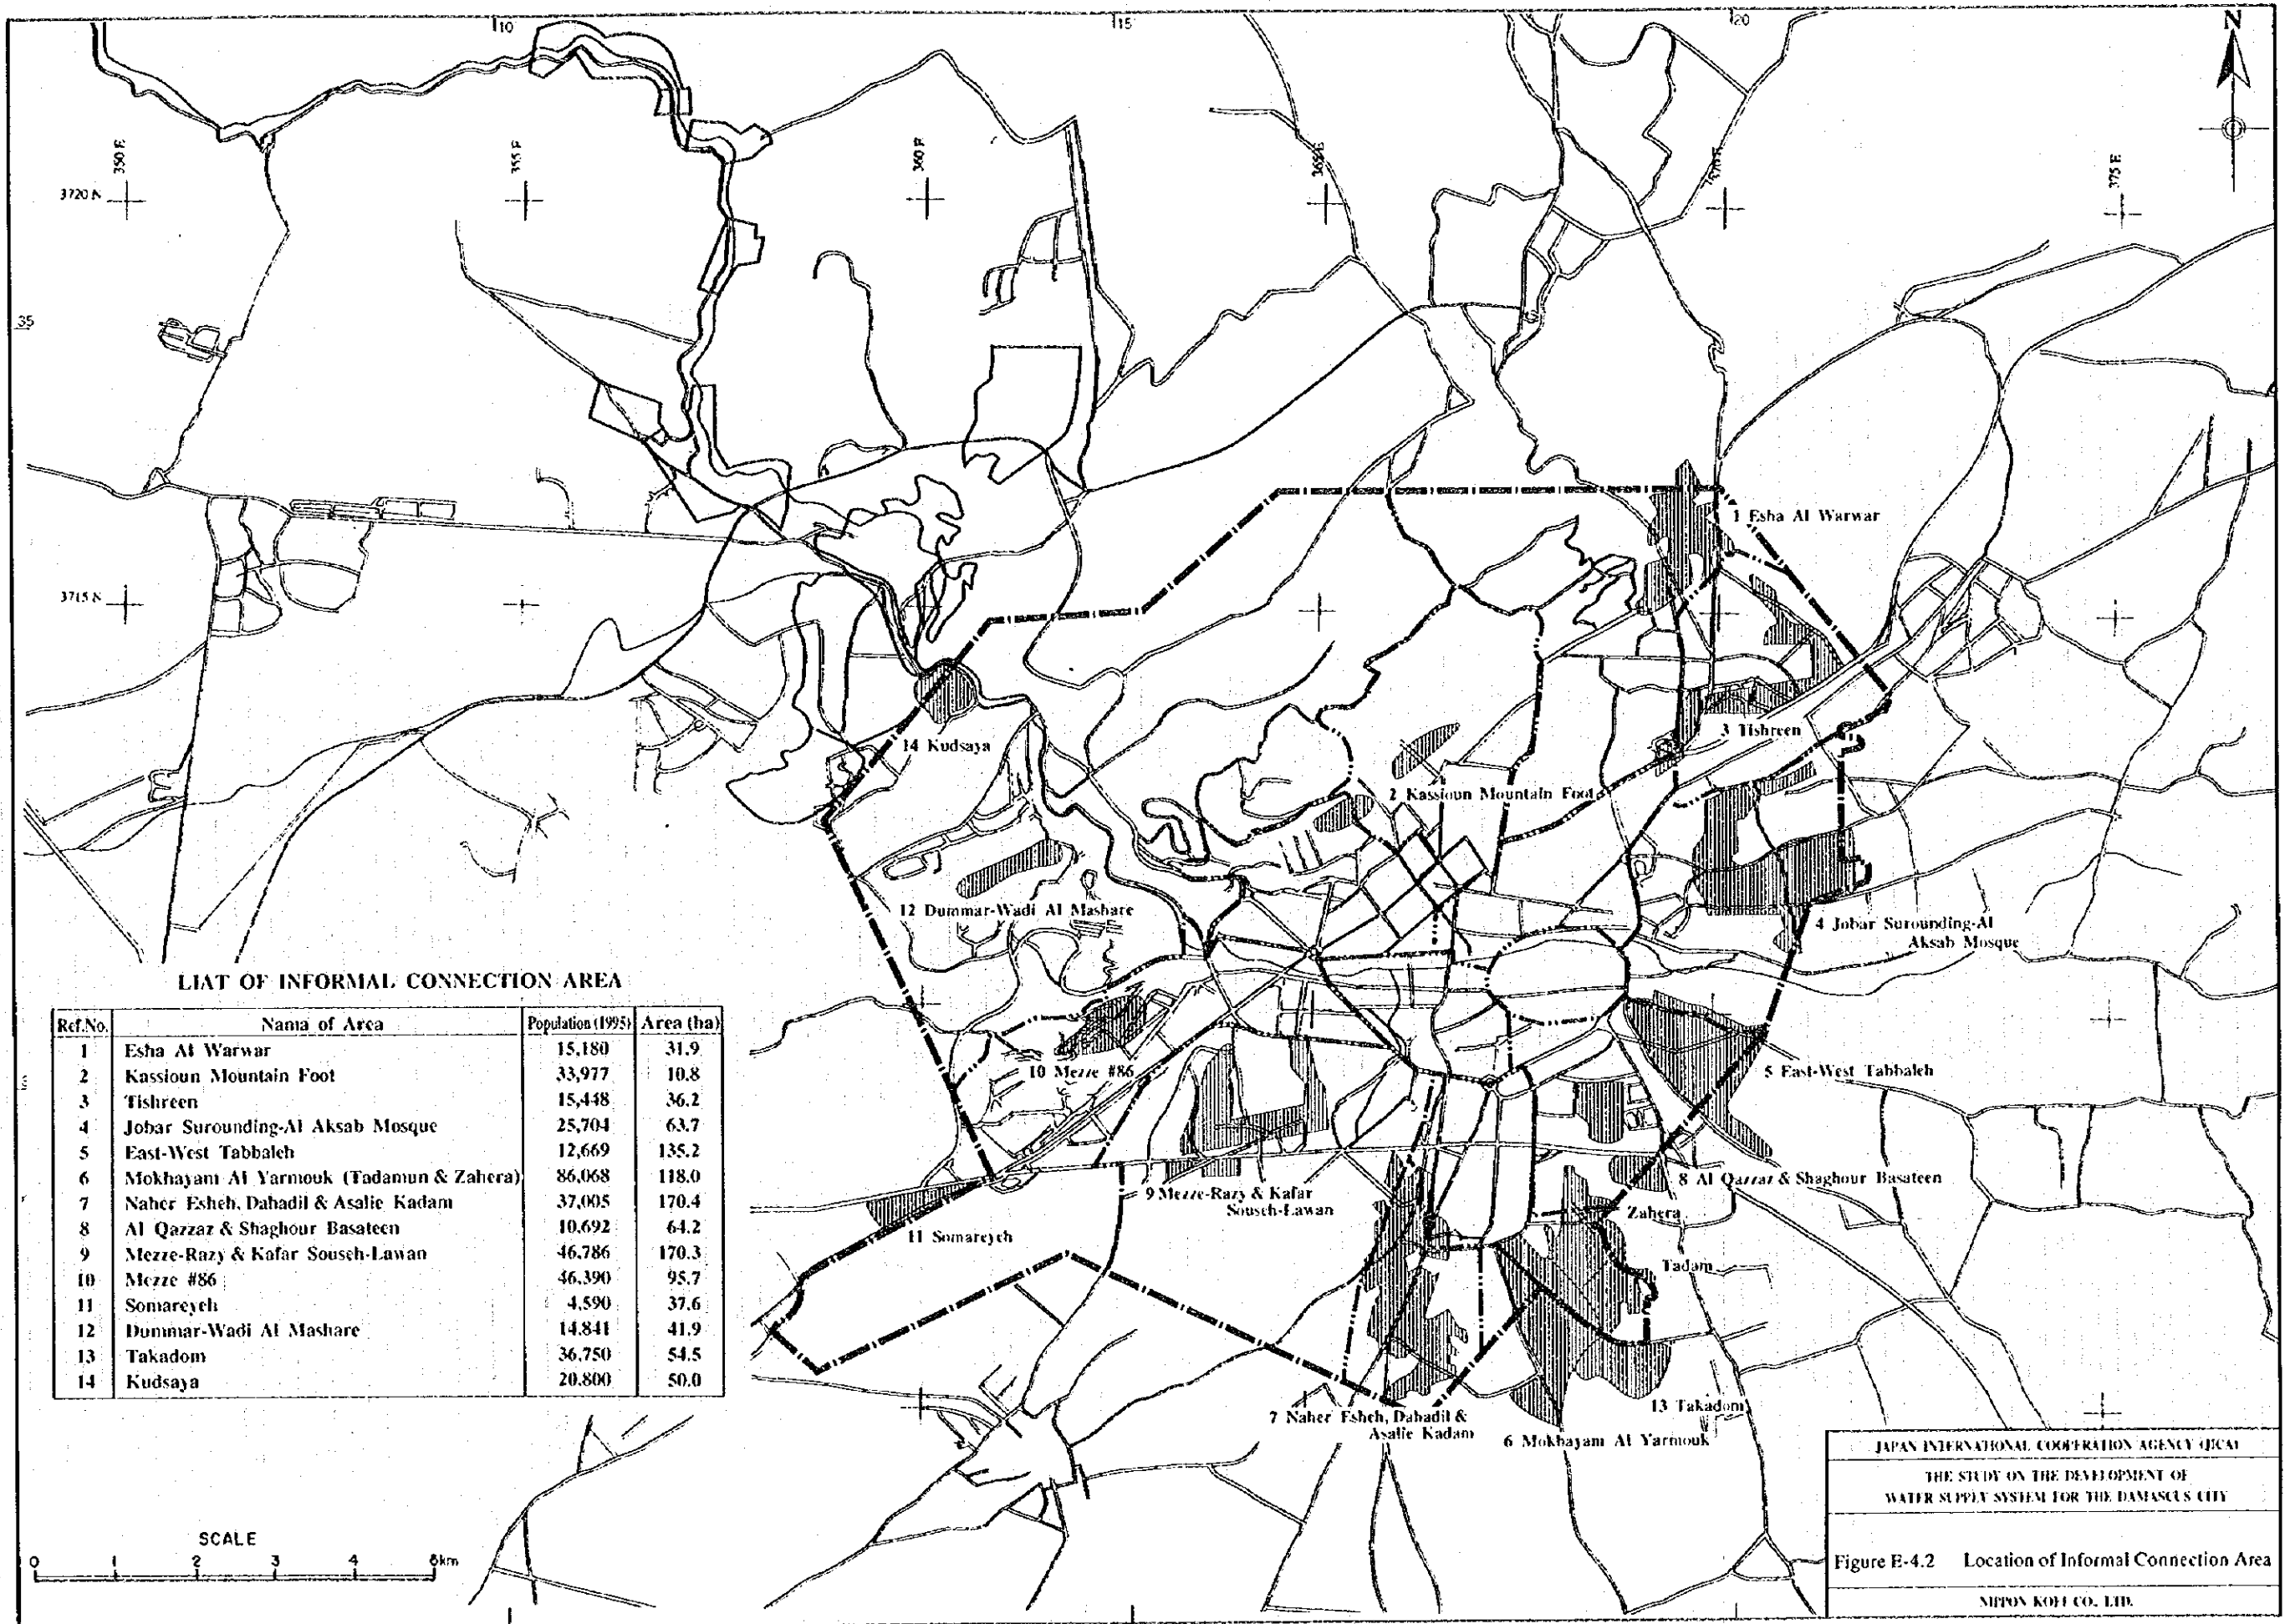 10
15
20
N
350 E
355 E
360 E
365 E
370 E
375 E
3720 N
35
3715 N
1 Esha Al Warwar
3 Tishreen
14 Kudsaya
2 Kassioun Mountain Foot
12 Dummar-Wadi Al Mashare
4 Jobar Surounding-Al
Aksab Mosque
10 Mezze #86
5 East-West Tabbaleh
9 Mezze-Razy & Kafar
Souseh-Lawan
8 Al Qazzaz & Shaghour Basateen
Zahera
11 Somareyeh
Tadam
13 Takadom
7 Naher Esheh, Dahadil &
Asalie Kadam
6 Mokhayam Al Yarmouk
LIAT OF INFORMAL CONNECTION AREA
Ref.No. Nama of Area Population (1995) Area (ha)
1 Esha Al Warwar 15,180 31.9
2 Kassioun Mountain Foot 33,977 10.8
3 Tishreen 15,448 36.2
4 Jobar Surounding-Al Aksab Mosque 25,704 63.7
5 East-West Tabbaleh 12,669 135.2
6 Mokhayam Al Yarmouk (Tadamun & Zahera) 86,068 118.0
7 Naher Esheh, Dahadil & Asalie Kadam 37,005 170.4
8 Al Qazzaz & Shaghour Basateen 10,692 64.2
9 Mezze-Razy & Kafar Souseh-Lawan 46,786 170.3
10 Mezze #86 46,390 95.7
11 Somareyeh 4,590 37.6
12 Dummar-Wadi Al Mashare 14,841 41.9
13 Takadom 36,750 54.5
14 Kudsaya 20,800 50.0
SCALE
0 1 2 3 4 6km
JAPAN INTERNATIONAL COOPERATION AGENCY (JICA)
THE STUDY ON THE DEVELOPMENT OF
WATER SUPPLY SYSTEM FOR THE DAMASCUS CITY
Figure E-4.2 Location of Informal Connection Area
NIPPON KOEI CO., LTD.